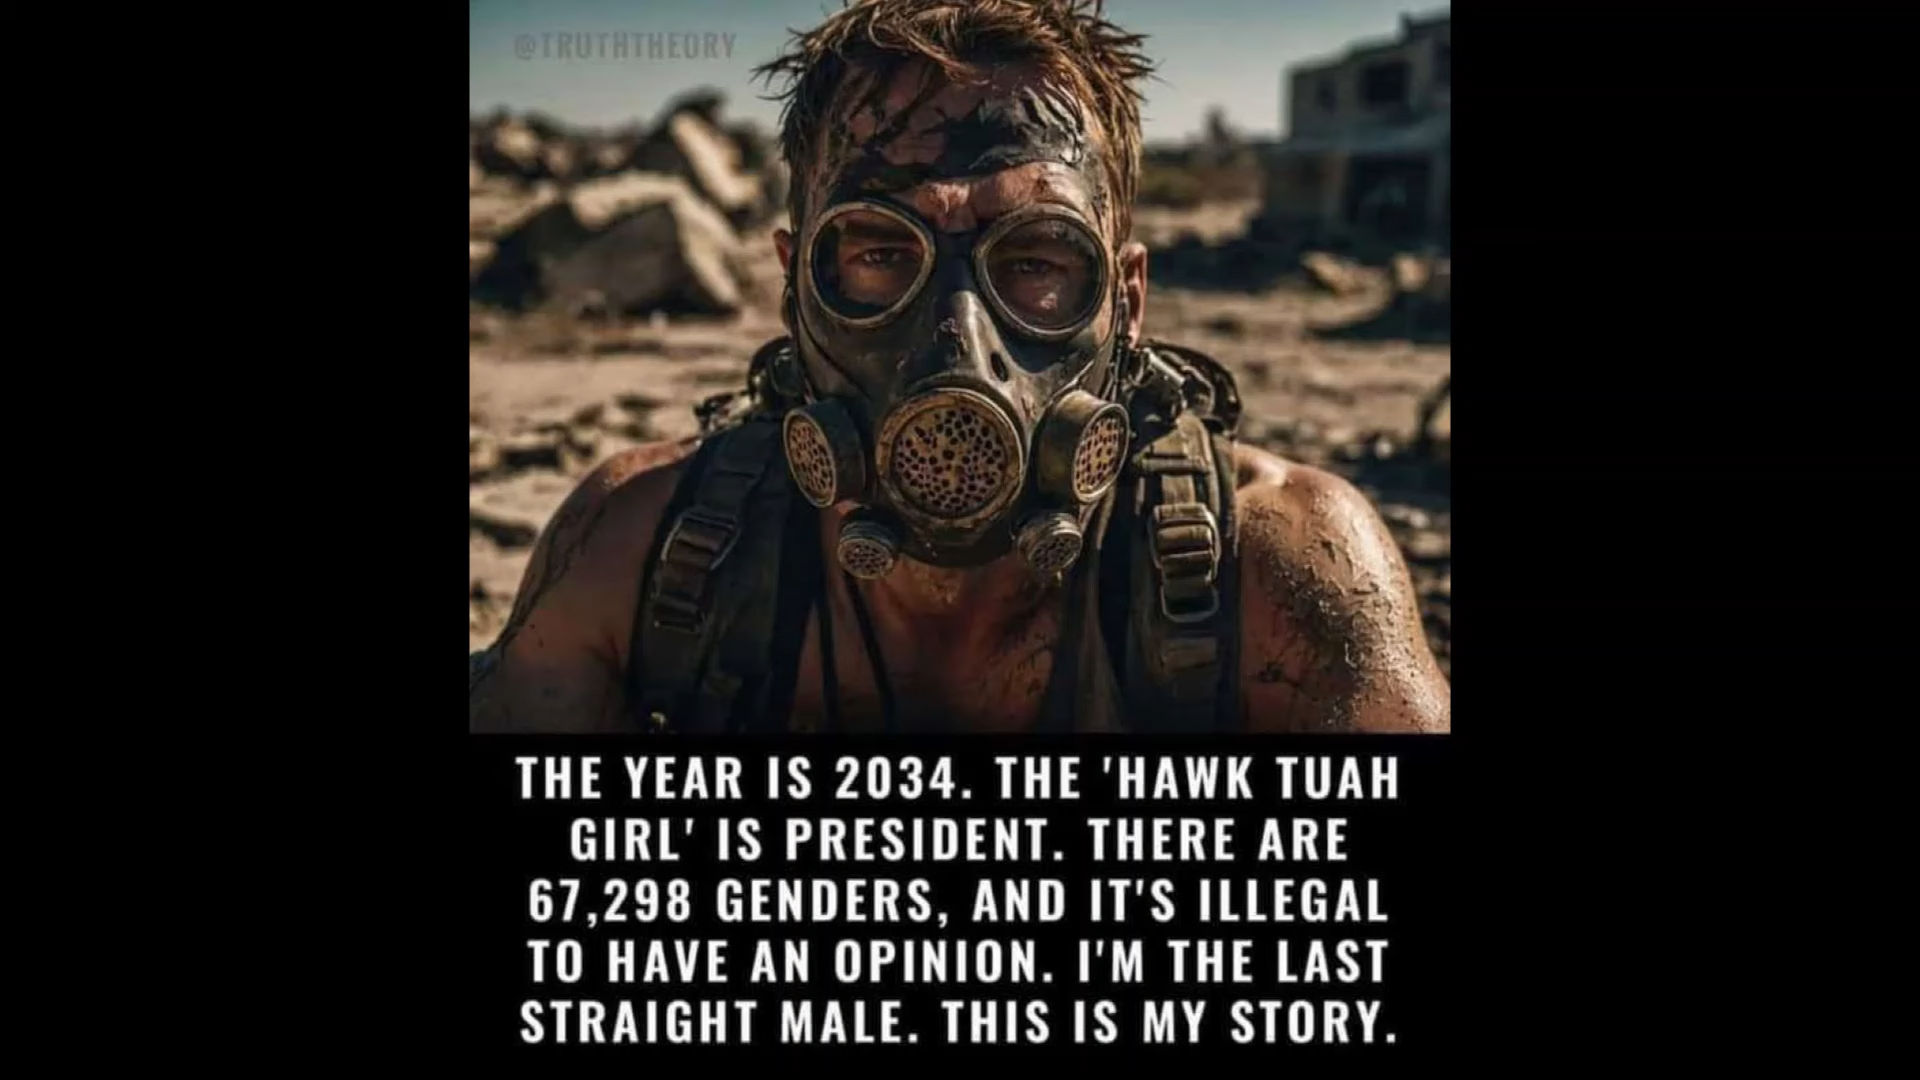 @TRUTHTHEORY
THE YEAR IS 2034. THE 'HAWK TUAH
GIRL' IS PRESIDENT. THERE ARE
67,298 GENDERS, AND IT'S ILLEGAL
TO HAVE AN OPINION. I'M THE LAST
STRAIGHT MALE. THIS IS MY STORY.